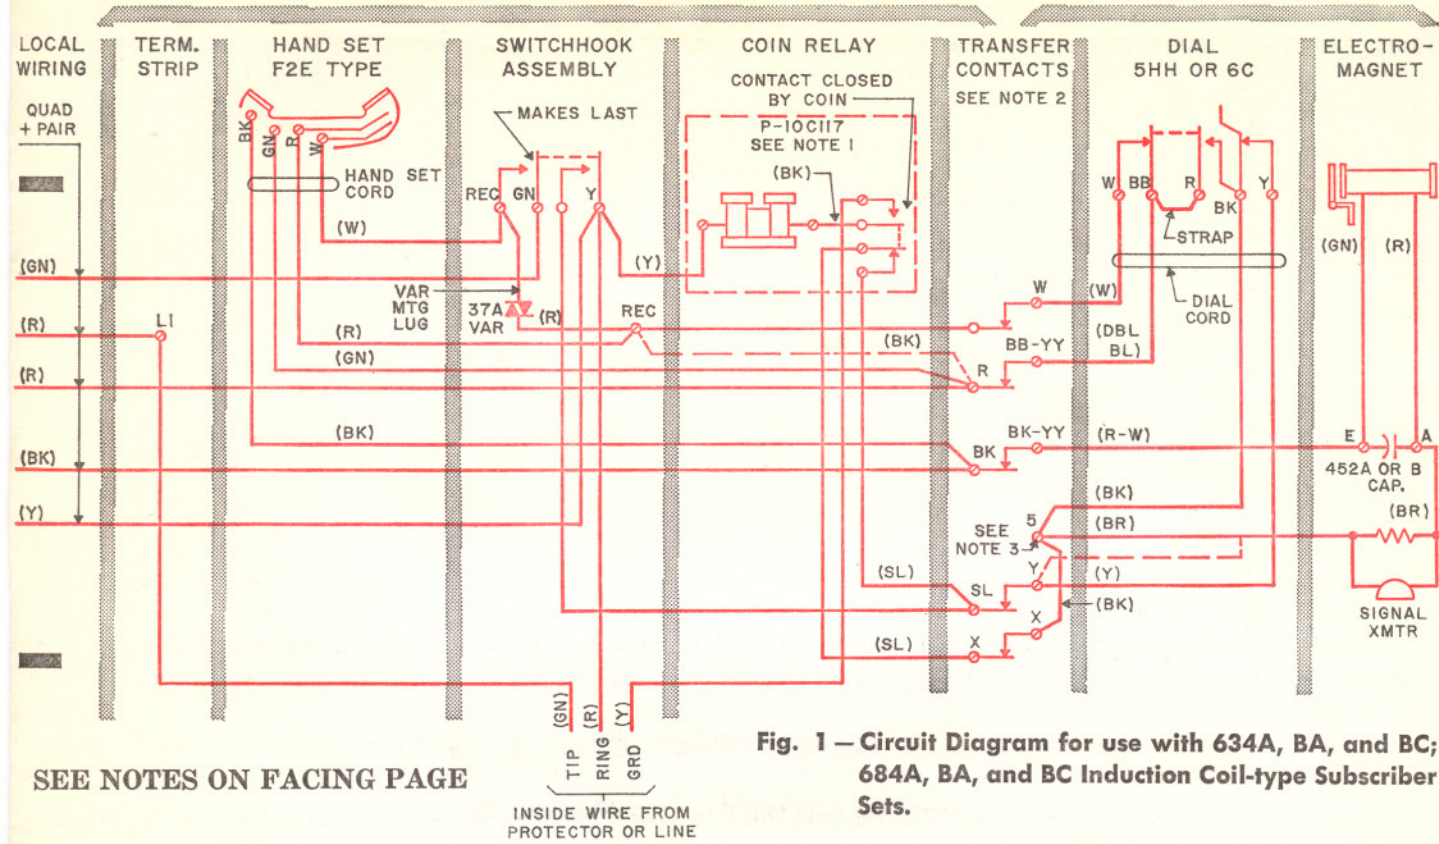 LOCAL WIRING
TERM. STRIP
HAND SET F2E TYPE
SWITCHHOOK ASSEMBLY
COIN RELAY
TRANSFER CONTACTS
SEE NOTE 2
DIAL 5HH OR 6C
ELECTRO-MAGNET
QUAD + PAIR
BK
GN
R
W
HAND SET CORD
(W)
MAKES LAST
REC
GN
Y
CONTACT CLOSED BY COIN
P-10C117
SEE NOTE 1
(BK)
W
BB
R
BK
Y
STRAP
(GN)
(R)
DIAL CORD
(GN)
(Y)
VAR MTG LUG
37A VAR
(R)
REC
W
(W)
(R)
L1
(R)
(BK)
BB-YY
(DBL BL)
(GN)
(R)
R
(BK)
BK-YY
(R-W)
E
A
(BK)
BK
452A OR B CAP.
(Y)
(BK)
5
(BR)
(BR)
SEE NOTE 3
Y
(Y)
(SL)
SL
(BK)
X
SIGNAL XMTR
(SL)
X
(GN)
(R)
(Y)
TIP
RING
GRD
INSIDE WIRE FROM
PROTECTOR OR LINE
SEE NOTES ON FACING PAGE
Fig. 1 — Circuit Diagram for use with 634A, BA, and BC;
684A, BA, and BC Induction Coil-type Subscriber
Sets.